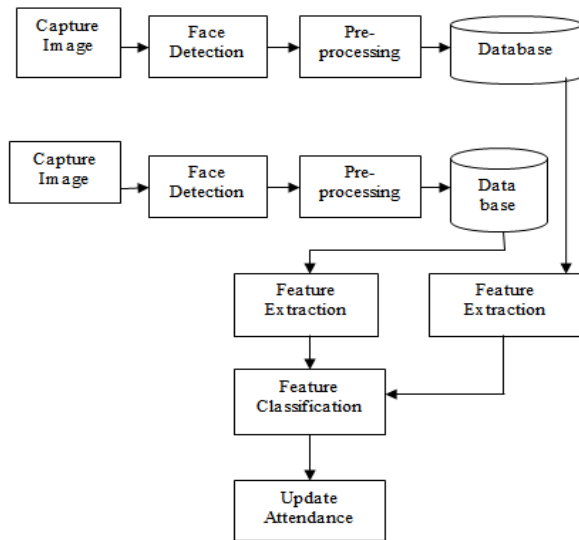 Capture
Image
Face
Detection
Pre-
processing
Database
Capture
Image
Face
Detection
Pre-
processing
Data
base
Feature
Extraction
Feature
Extraction
Feature
Classification
Update
Attendance